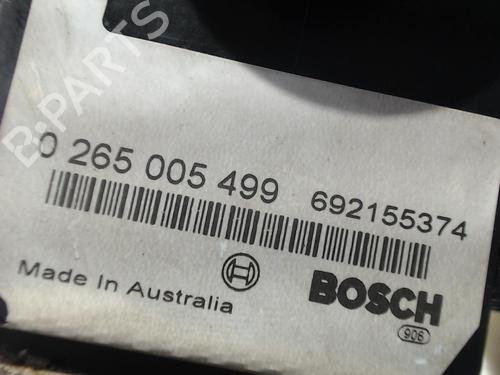 B-PARTS
0 265 005 499 692155374
Made In Australia BOSCH
906